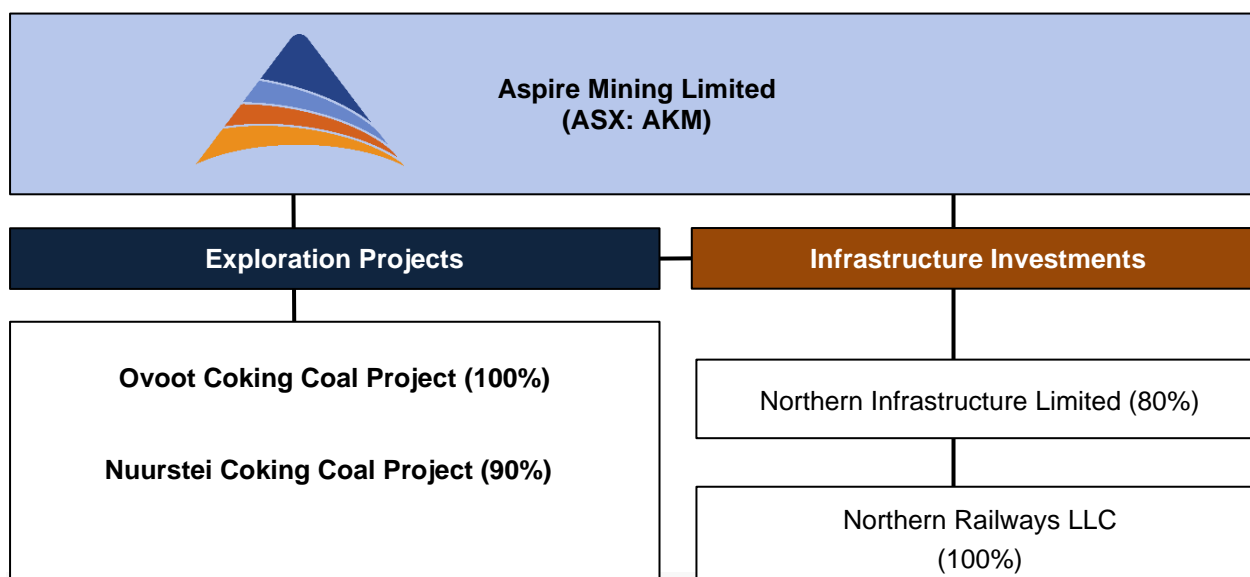 Aspire Mining Limited
(ASX: AKM)
Exploration Projects
Infrastructure Investments
Ovoot Coking Coal Project (100%)
Nuurstei Coking Coal Project (90%)
Northern Infrastructure Limited (80%)
Northern Railways LLC
(100%)